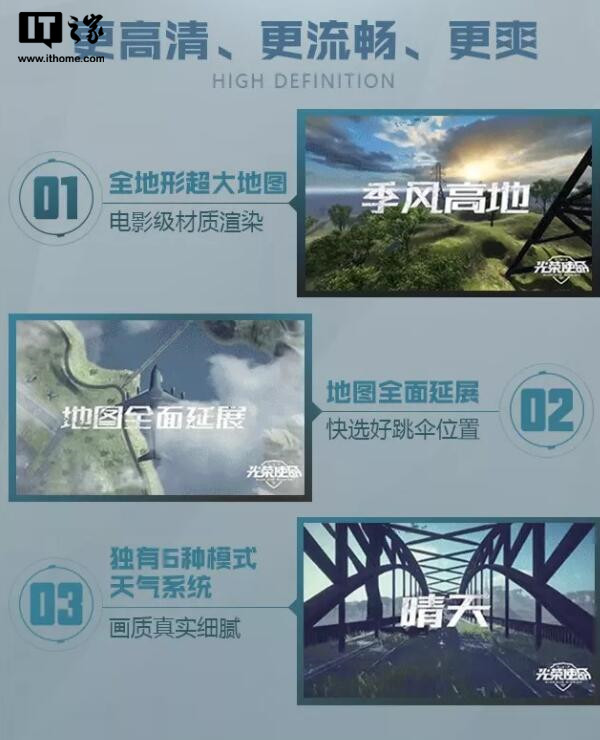 IT之家
www.ithome.com
更高清、更流畅、更爽
HIGH DEFINITION
01
全地形超大地图
电影级材质渲染
季风高地
光荣使命
地图全面延展
光荣使命
地图全面延展
快选好跳伞位置
02
03
独有6种模式
天气系统
画质真实细腻
晴天
光荣使命